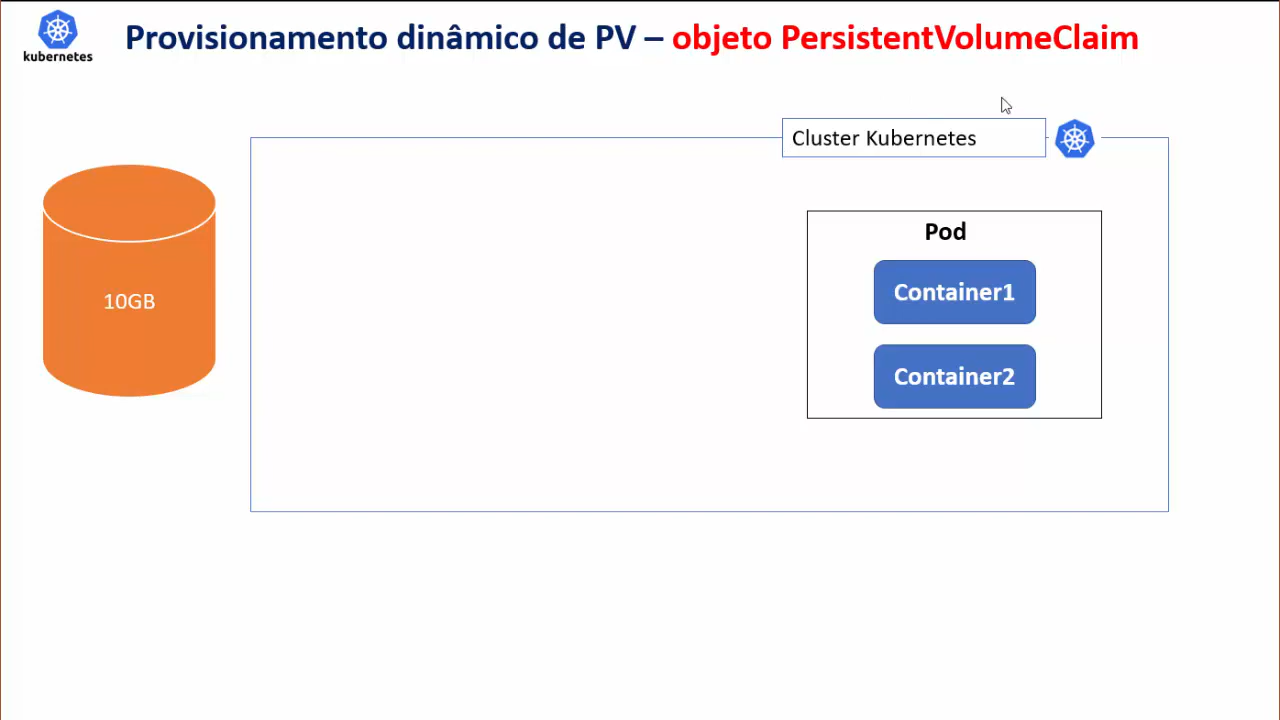 kubernetes
Provisionamento dinâmico de PV – objeto PersistentVolumeClaim
Cluster Kubernetes
10GB
Pod
Container1
Container2